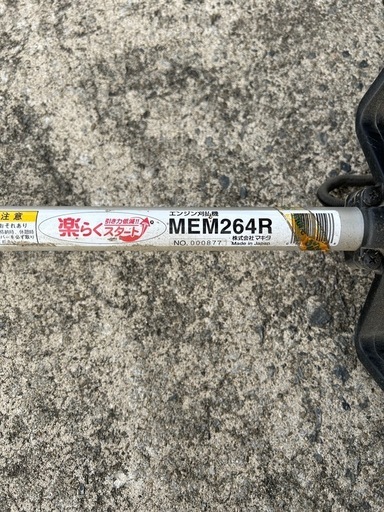 注意
楽らくスタート
引き力低減!!
エンジン刈払機
MEM264R
NO. 000877
株式会社 マキタ
Made in Japan